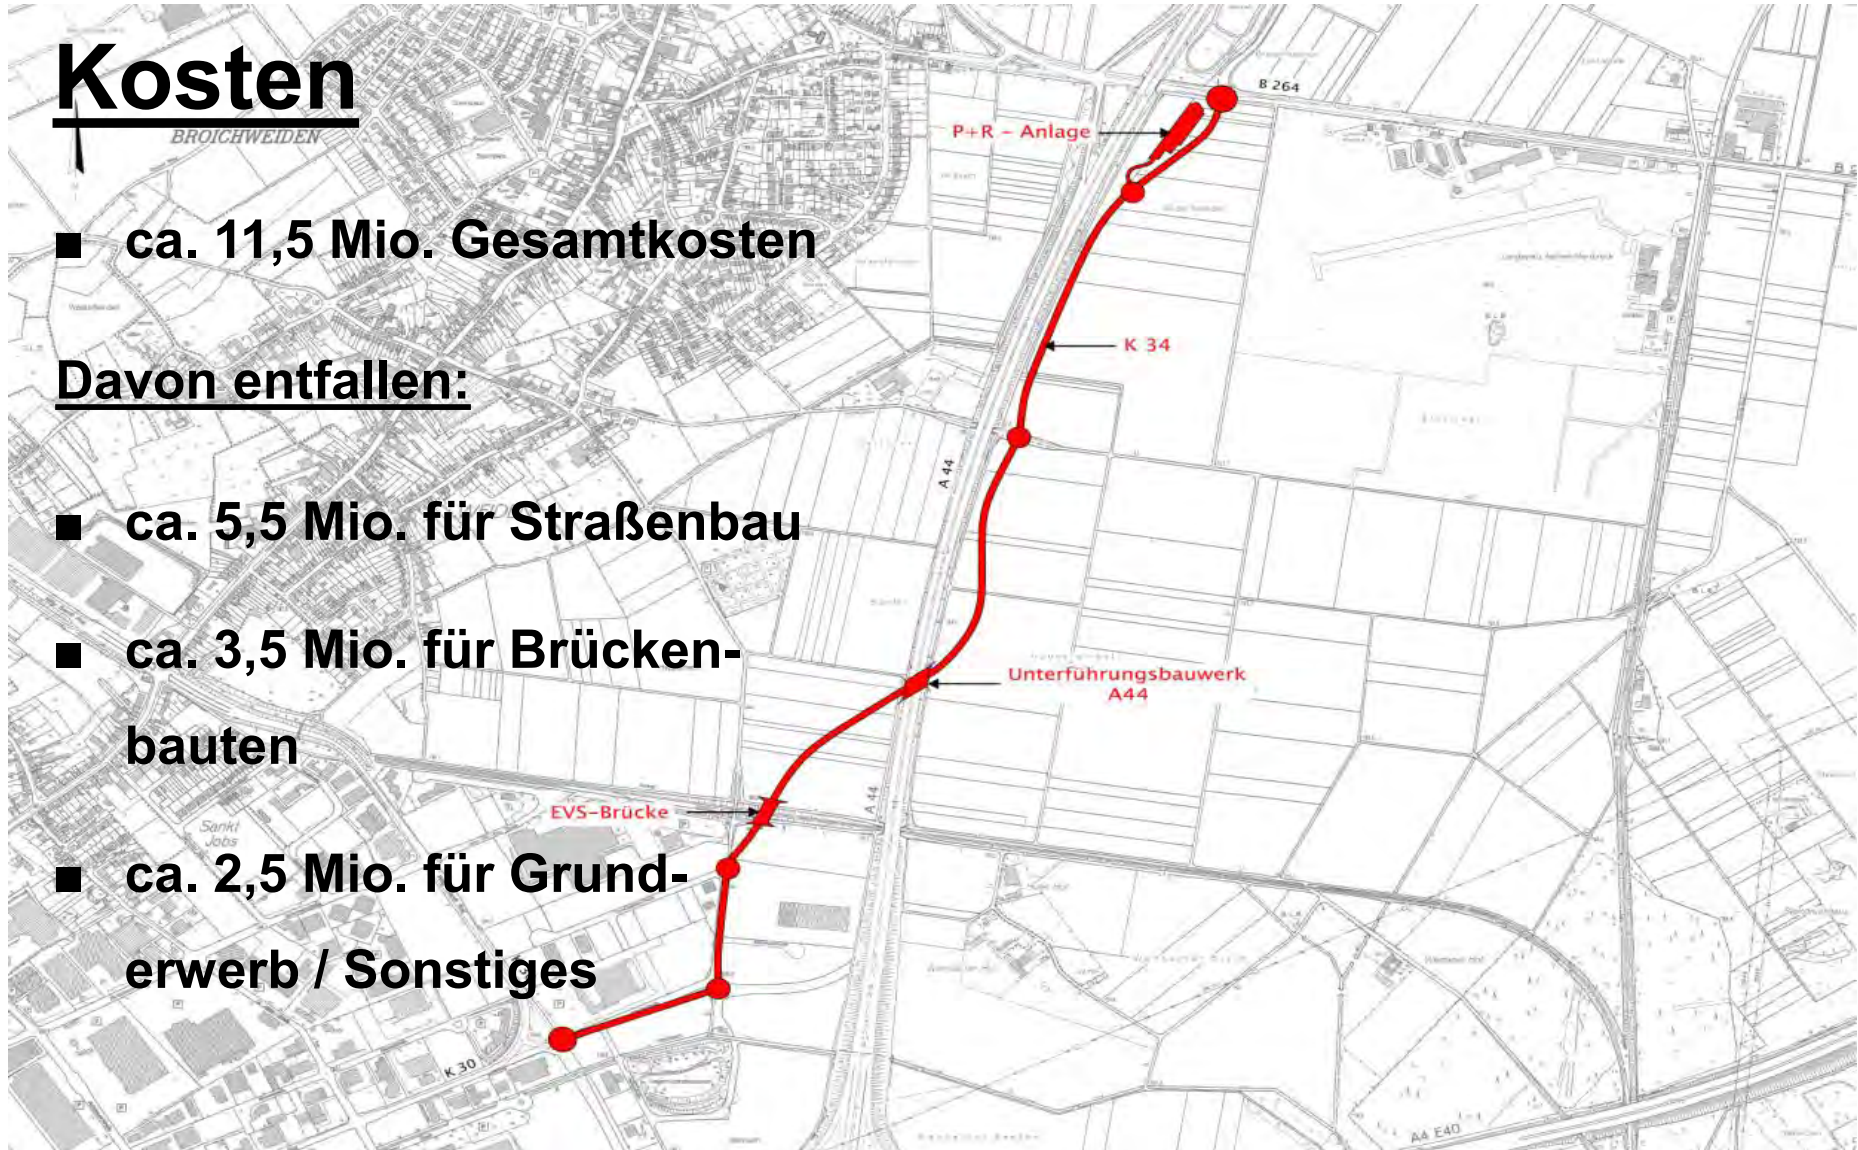 Kosten
BROICHWEIDEN
■ ca. 11,5 Mio. Gesamtkosten
Davon entfallen:
■ ca. 5,5 Mio. für Straßenbau
■ ca. 3,5 Mio. für Brücken-
bauten
■ ca. 2,5 Mio. für Grund-
erwerb / Sonstiges
B 264
P+R - Anlage
K 34
A 44
Unterführungsbauwerk
A44
EVS-Brücke
A 44
Sankt
Jobs
K 30
A4 E40